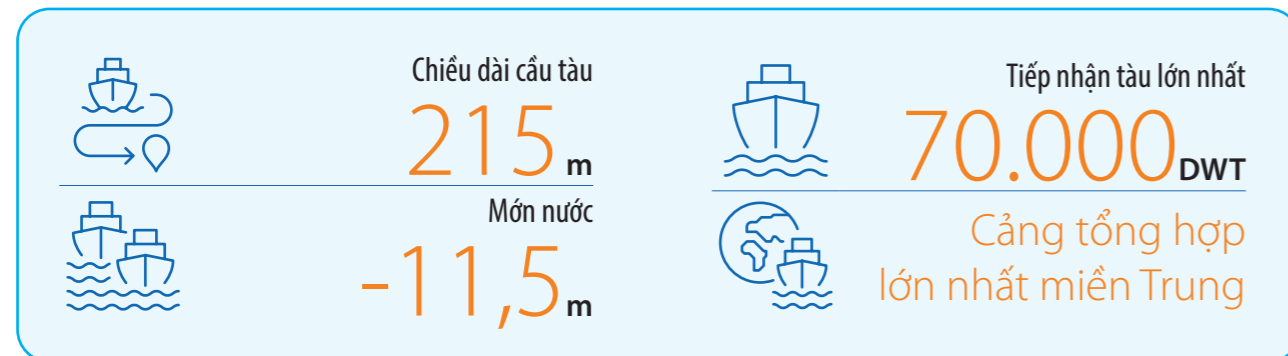 Chiều dài cầu tàu
215 m
Mớn nước
-11,5 m
Tiếp nhận tàu lớn nhất
70.000 DWT
Cảng tổng hợp
lớn nhất miền Trung